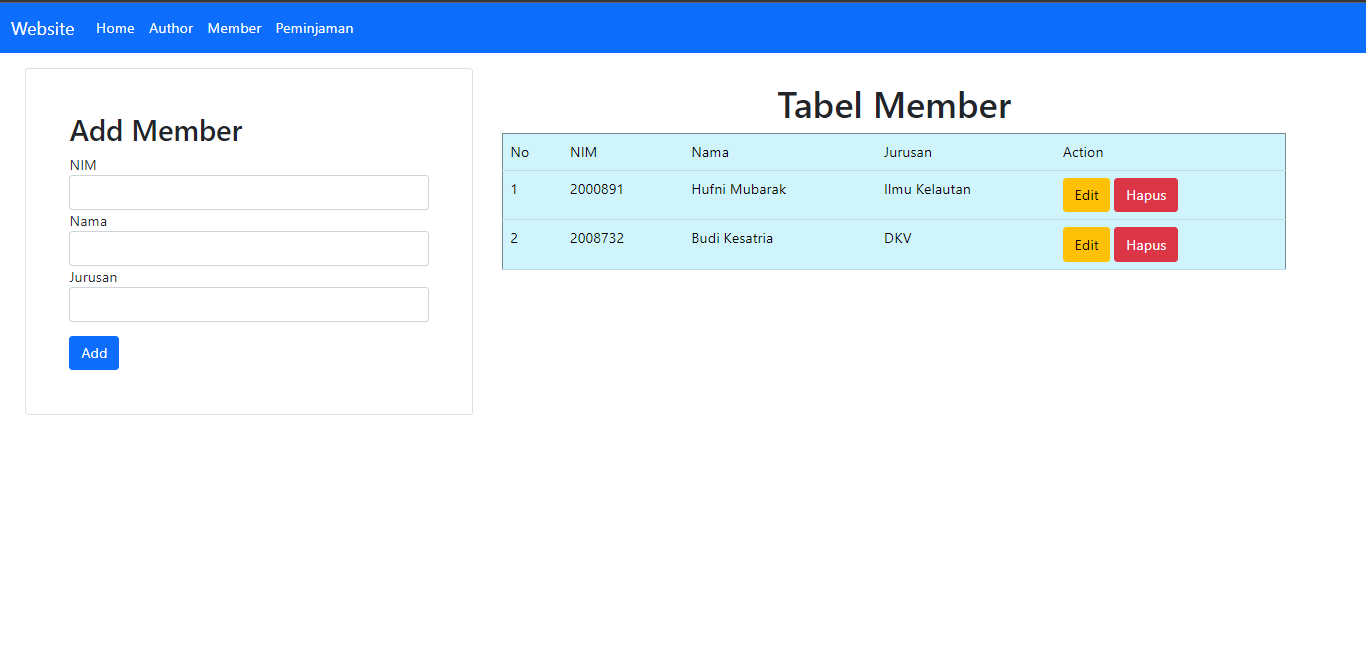 Website Home Author Member Peminjaman
Add Member
NIM
Nama
Jurusan
Add
Tabel Member
No NIM Nama Jurusan Action
1 2000891 Hufni Mubarak Ilmu Kelautan Edit Hapus
2 2008732 Budi Kesatria DKV Edit Hapus